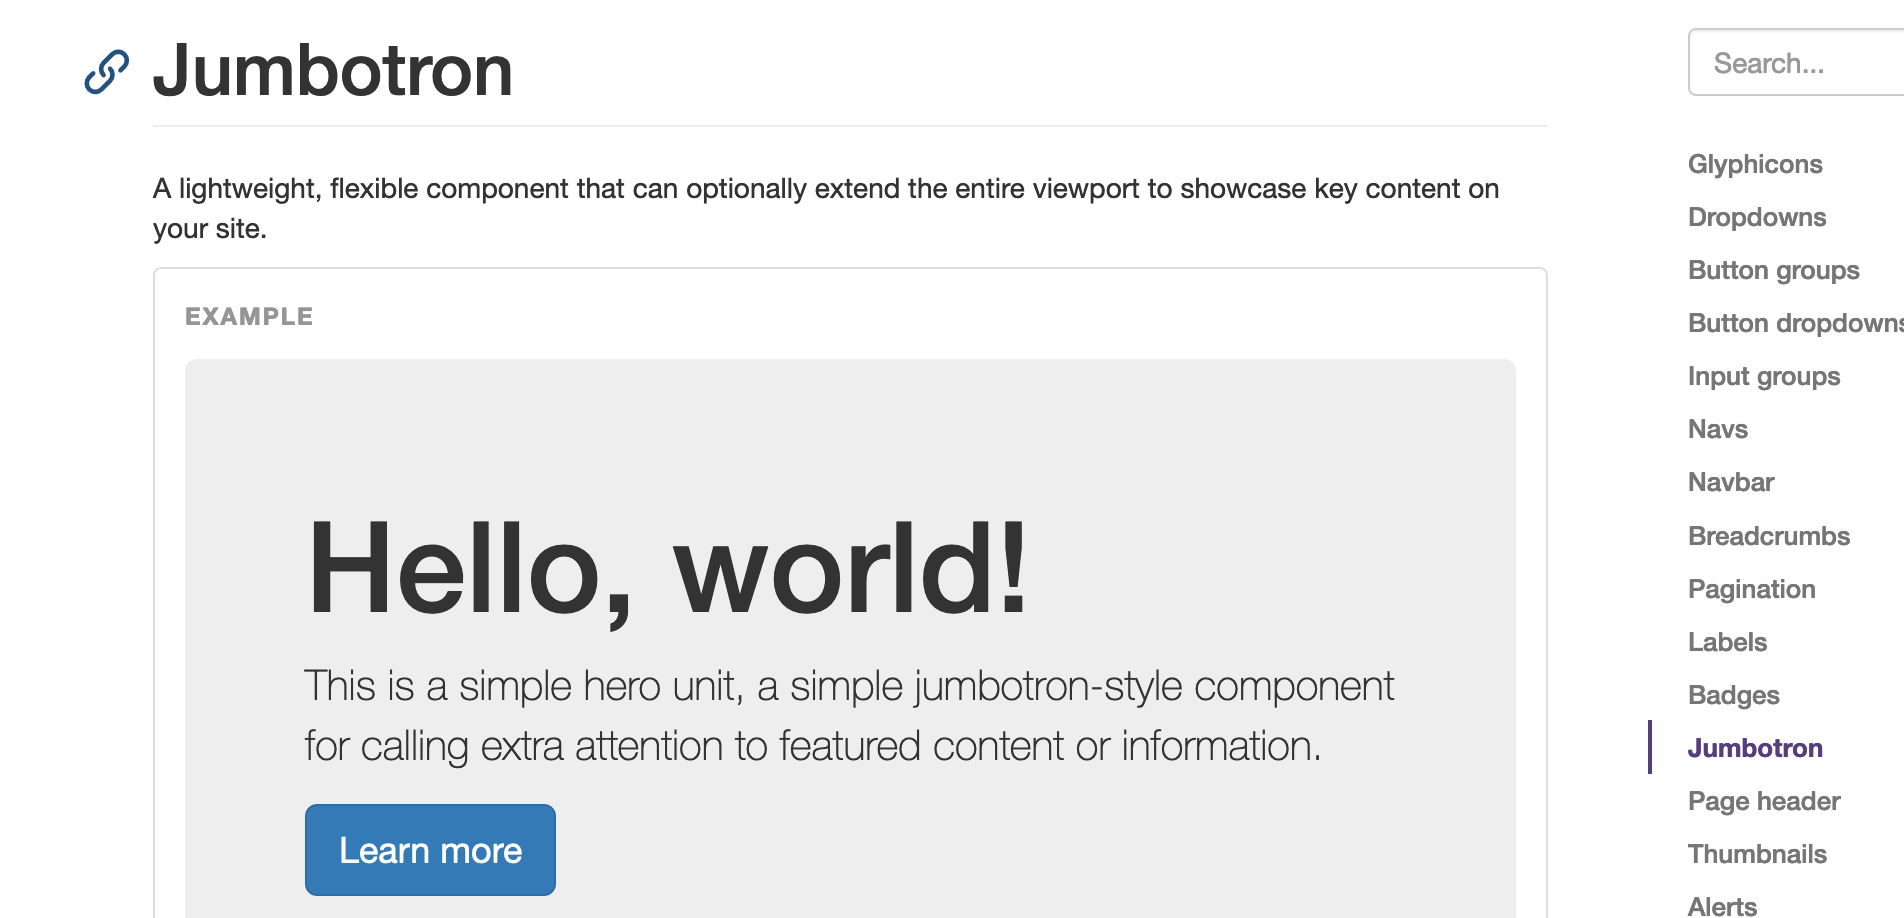 Jumbotron
A lightweight, flexible component that can optionally extend the entire viewport to showcase key content on
your site.
EXAMPLE
Hello, world!
This is a simple hero unit, a simple jumbotron-style component
for calling extra attention to featured content or information.
Learn more
Search...
Glyphicons
Dropdowns
Button groups
Button dropdowns
Input groups
Navs
Navbar
Breadcrumbs
Pagination
Labels
Badges
Jumbotron
Page header
Thumbnails
Alerts